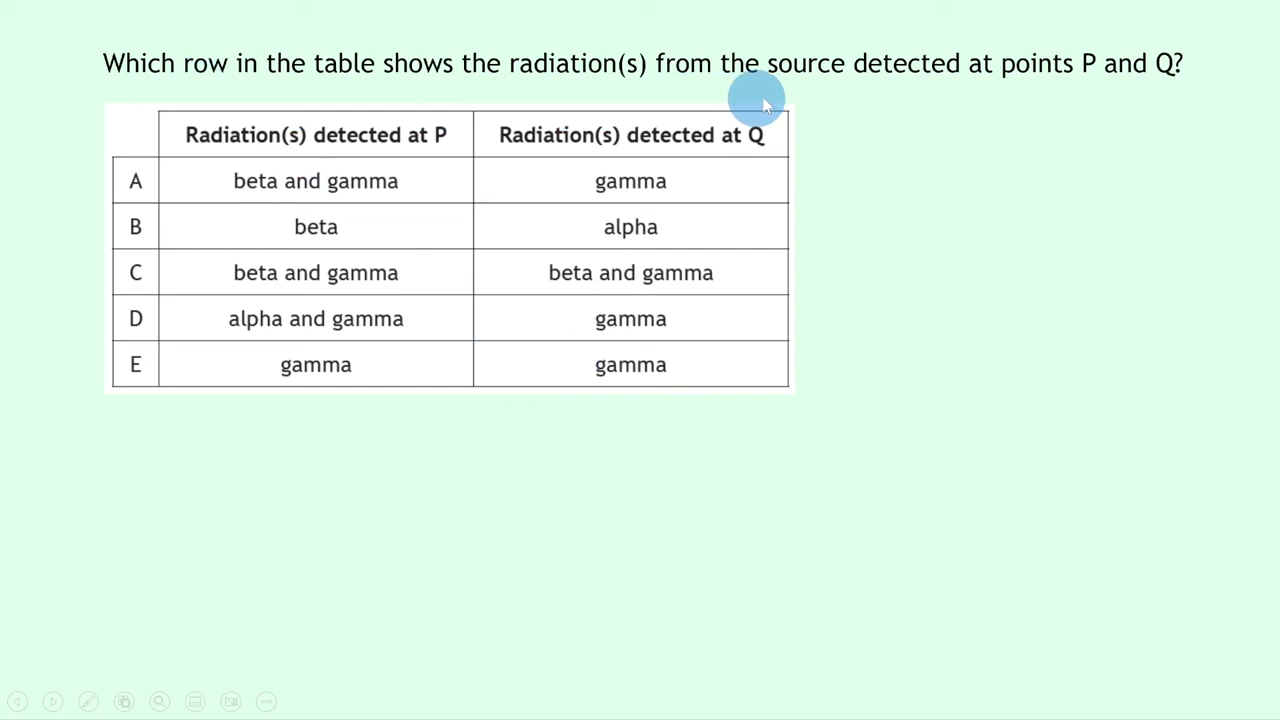 Which row in the table shows the radiation(s) from the source detected at points P and Q?
Radiation(s) detected at P Radiation(s) detected at Q
A beta and gamma gamma
B beta alpha
C beta and gamma beta and gamma
D alpha and gamma gamma
E gamma gamma